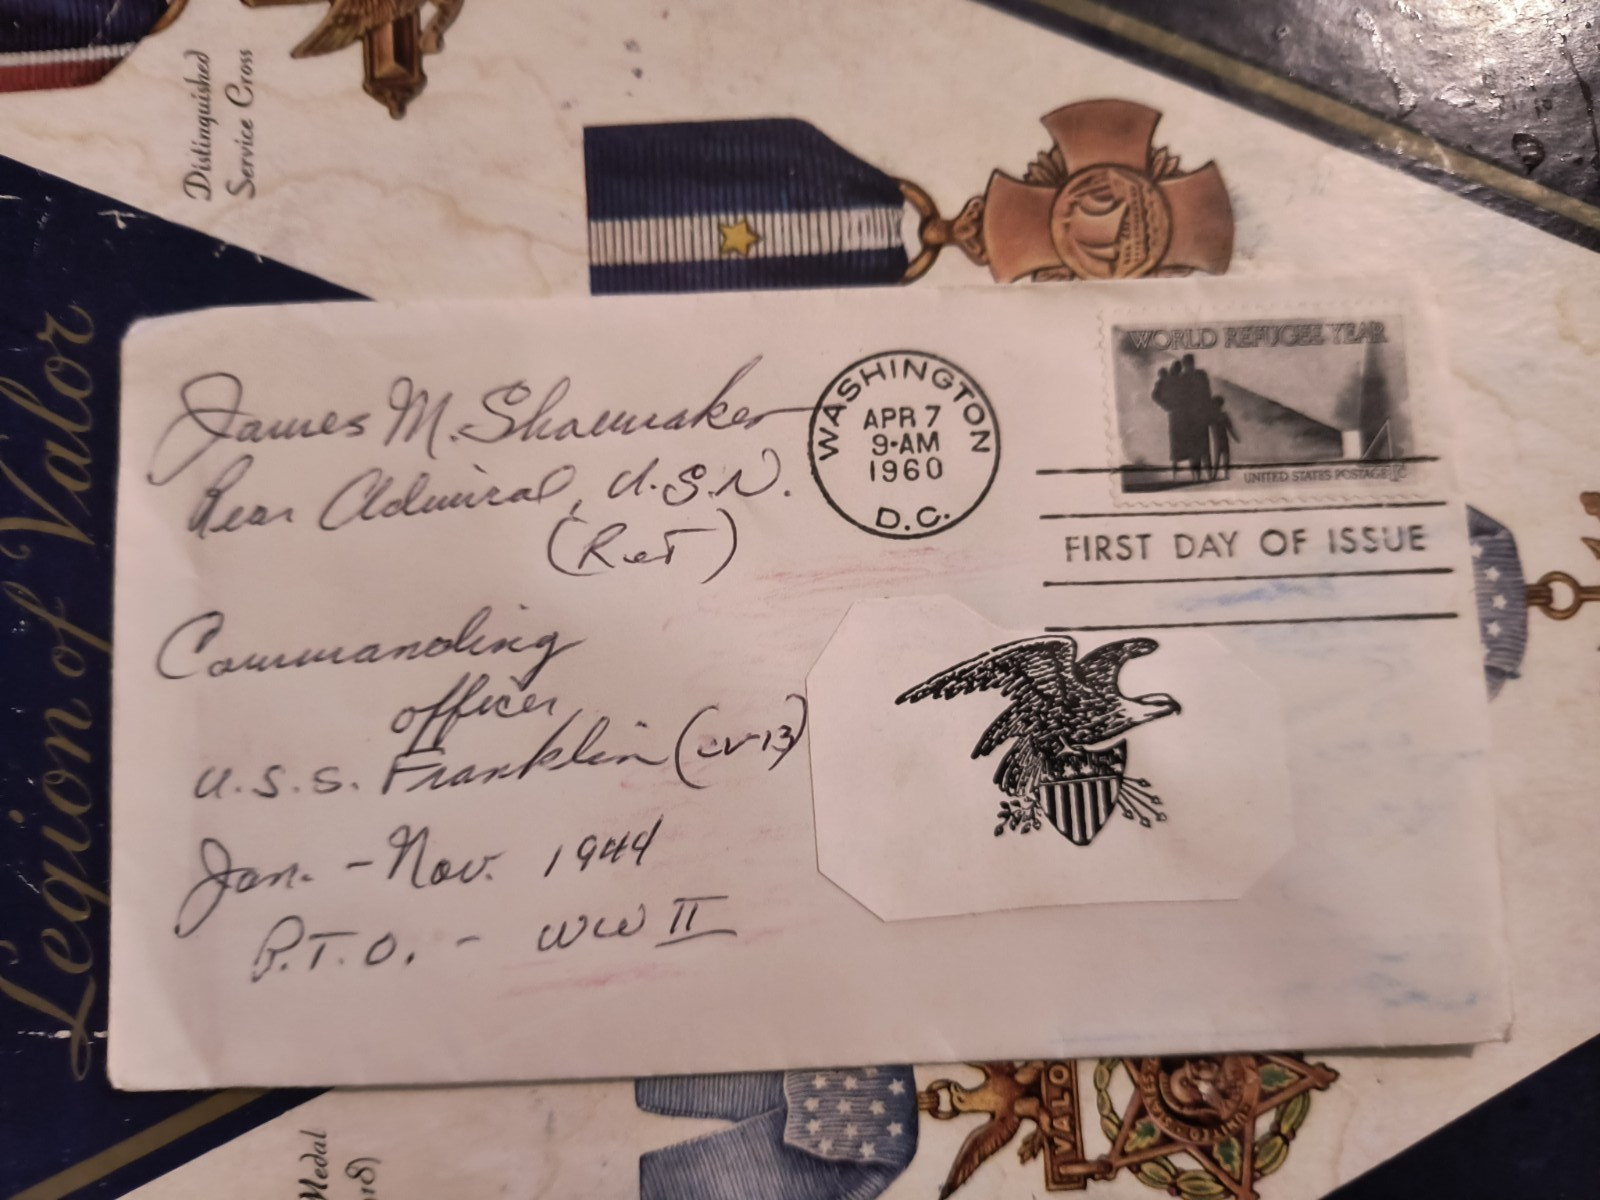 Distinguished
Service Cross
Legion of Valor
James M. Shoemaker
Rear Admiral, U.S.N.
(Ret)
Commanding
officer,
U.S.S. Franklin (CV-13)
Jan. - Nov. 1944
P.T.O. - WW II
WASHINGTON
APR 7
9-AM
1960
D.C.
WORLD REFUGEE YEAR
4c
UNITED STATES POSTAGE
FIRST DAY OF ISSUE
VALOR
Medal